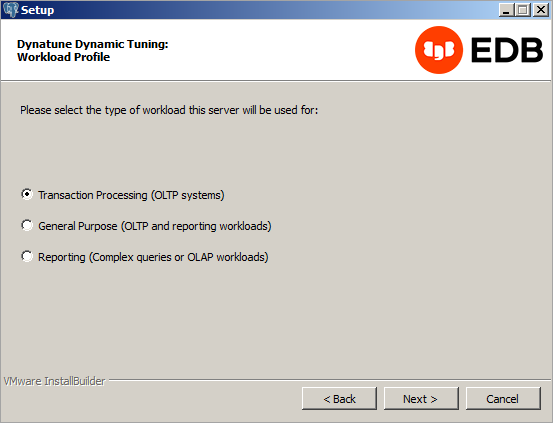 Setup
Dynatune Dynamic Tuning:
Workload Profile
EDB
Please select the type of workload this server will be used for:
Transaction Processing (OLTP systems)
General Purpose (OLTP and reporting workloads)
Reporting (Complex queries or OLAP workloads)
VMware InstallBuilder
< Back
Next >
Cancel